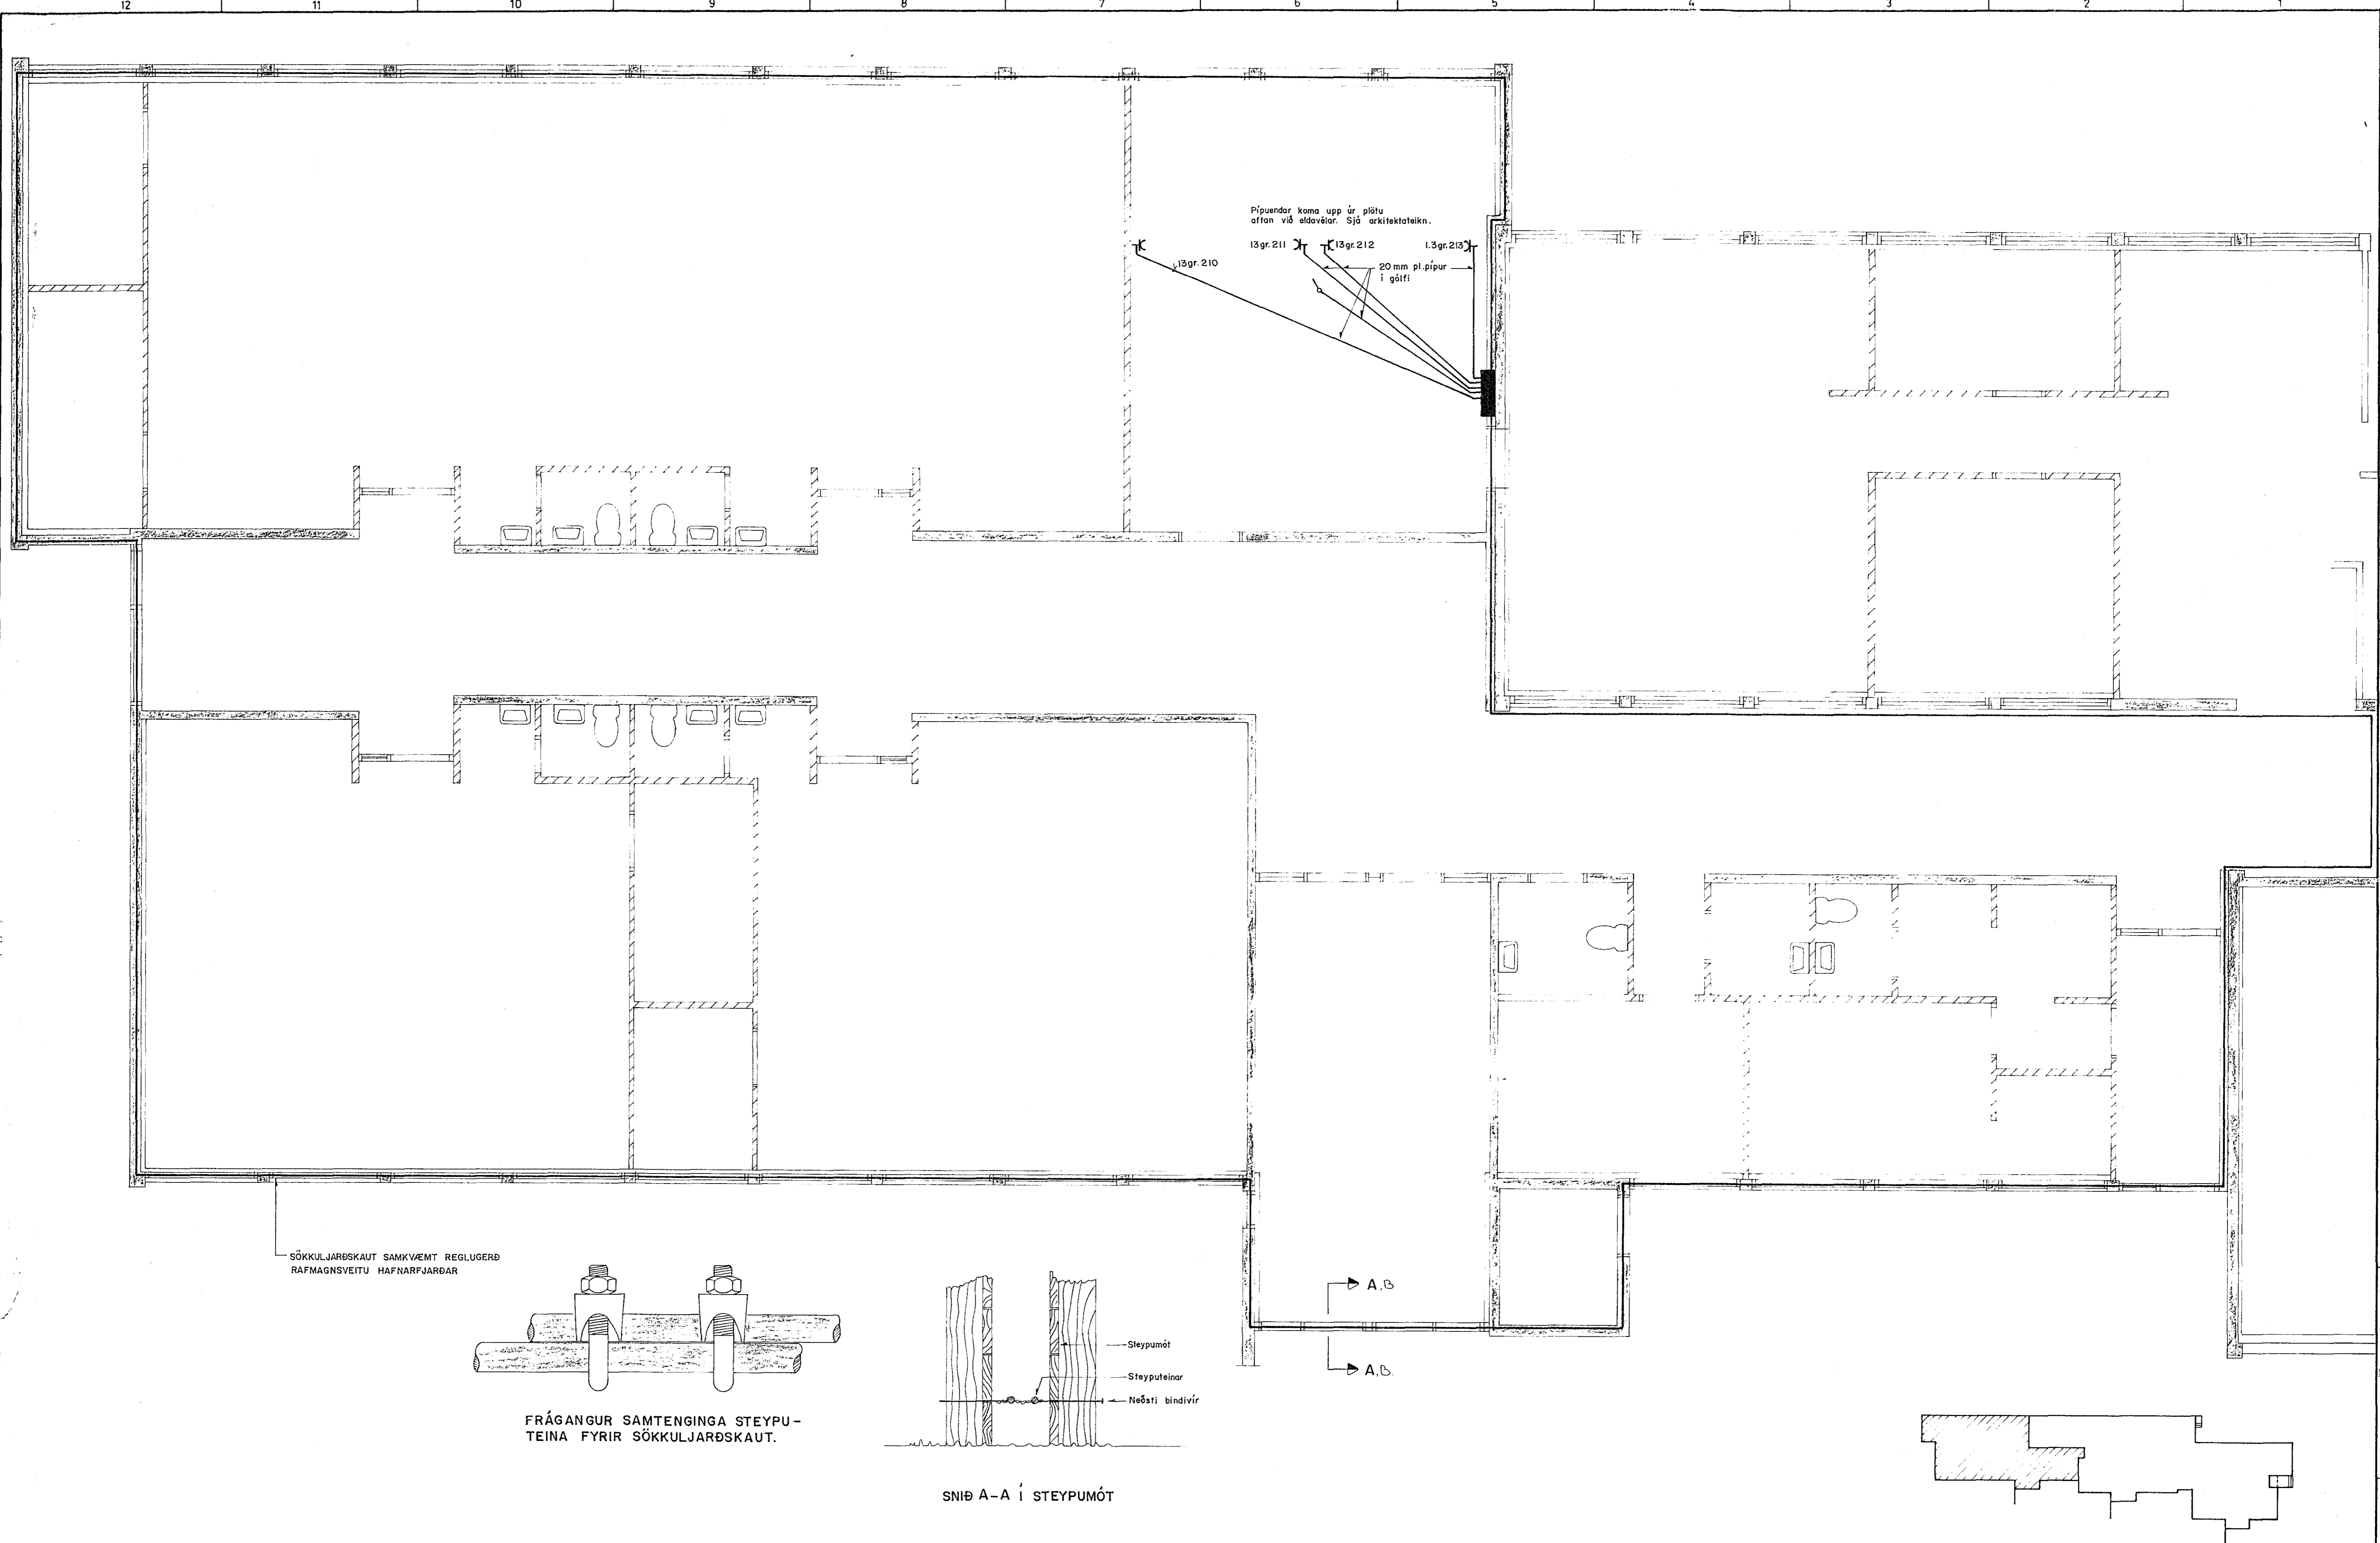 12 11 10 9 8 7 6 5 4 3 2 1
Pípuendar koma upp úr plötu
aftan við eldavélar. Sjá arkitektateikn.
13gr.211 13gr.212 1.3gr.213
13gr.210
20 mm pl.pípur
í gólfi
SÖKKULJARÐSKAUT SAMKVÆMT REGLUGERÐ
RAFMAGNSVEITU HAFNARFJARÐAR
A.B
A.B.
Steypumót
Steyputeinar
Neðsti bindivír
FRÁGANGUR SAMTENGINGA STEYPU-
TEINA FYRIR SÖKKULJARÐSKAUT.
SNIÐ A-A Í STEYPUMÓT